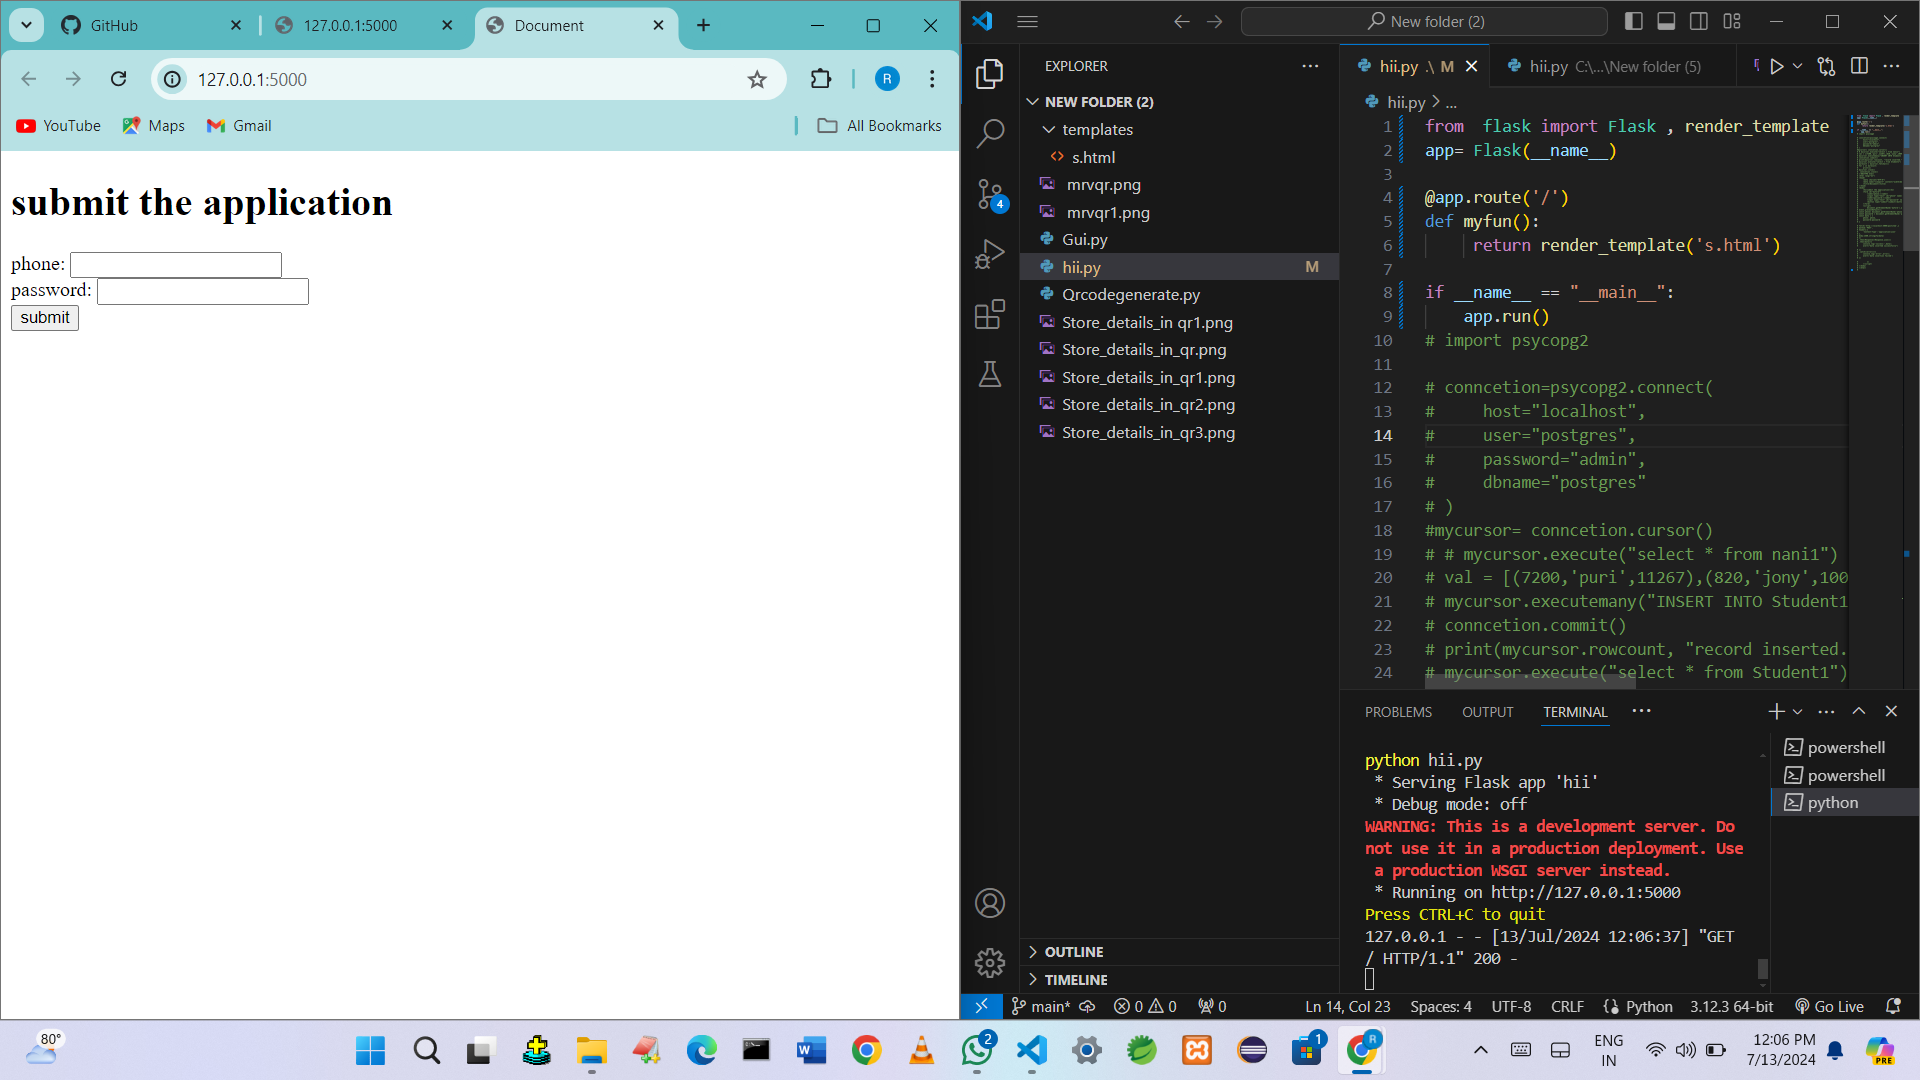 GitHub
127.0.0.1:5000
Document
127.0.0.1:5000
R
YouTube
Maps
Gmail
All Bookmarks
submit the application
phone:
password:
submit
New folder (2)
EXPLORER
NEW FOLDER (2)
templates
s.html
mrvqr.png
mrvqr1.png
Gui.py
hii.py M
Qrcodegenerate.py
Store_details_in qr1.png
Store_details_in_qr.png
Store_details_in_qr1.png
Store_details_in_qr2.png
Store_details_in_qr3.png
4
OUTLINE
TIMELINE
hii.py .\ M
hii.py C:\...\New folder (5)
hii.py > ...
1 from flask import Flask , render_template
2 app= Flask(__name__)
3
4 @app.route('/')
5 def myfun():
6 return render_template('s.html')
7
8 if __name__ == "__main__":
9 app.run()
10 # import psycopg2
11
12 # conncetion=psycopg2.connect(
13 # host="localhost",
14 # user="postgres",
15 # password="admin",
16 # dbname="postgres"
17 # )
18 #mycursor= conncetion.cursor()
19 # # mycursor.execute("select * from nani1")
20 # val = [(7200,'puri',11267),(820,'jony',100
21 # mycursor.executemany("INSERT INTO Student1
22 # conncetion.commit()
23 # print(mycursor.rowcount, "record inserted.
24 # mycursor.execute("select * from Student1")
PROBLEMS OUTPUT TERMINAL
python hii.py
* Serving Flask app 'hii'
* Debug mode: off
WARNING: This is a development server. Do
not use it in a production deployment. Use
a production WSGI server instead.
* Running on http://127.0.0.1:5000
Press CTRL+C to quit
127.0.0.1 - - [13/Jul/2024 12:06:37] "GET
/ HTTP/1.1" 200 -
powershell
powershell
python
main* 0 0 0 Ln 14, Col 23 Spaces: 4 UTF-8 CRLF Python 3.12.3 64-bit Go Live
80°
W
2
1
R
ENG
IN
12:06 PM
7/13/2024
PRE